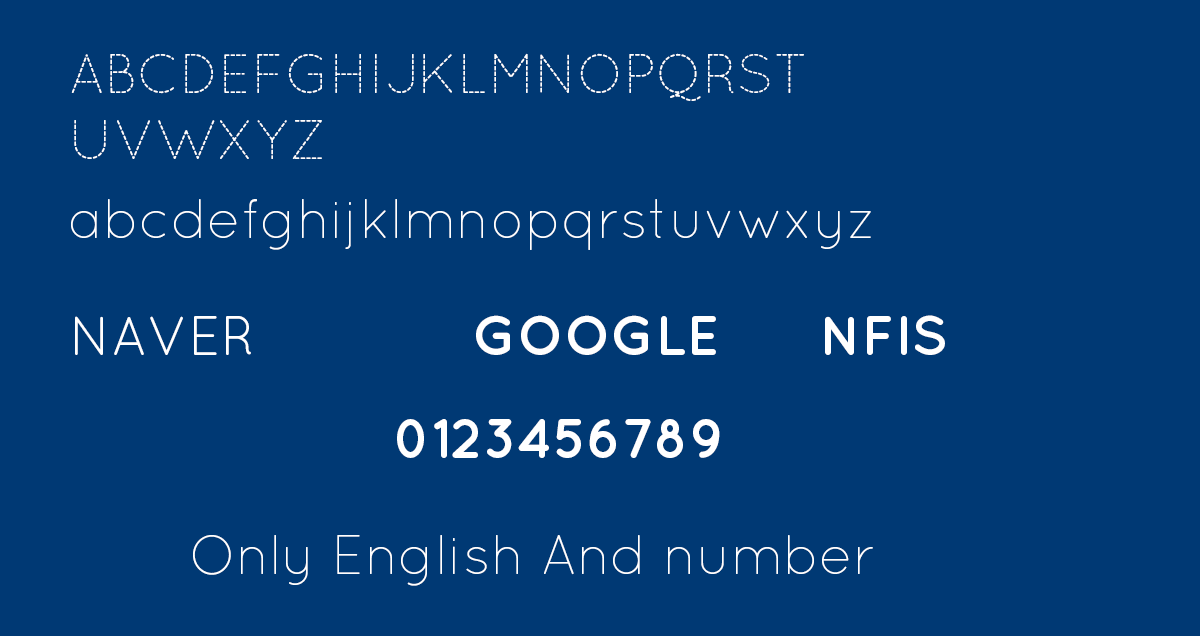 ABCDEFGHIJKLMNOPQRST
UVWXYZ
abcdefghijklmnopqrstuvwxyz
NAVER GOOGLE NFIS
0123456789
Only English And number